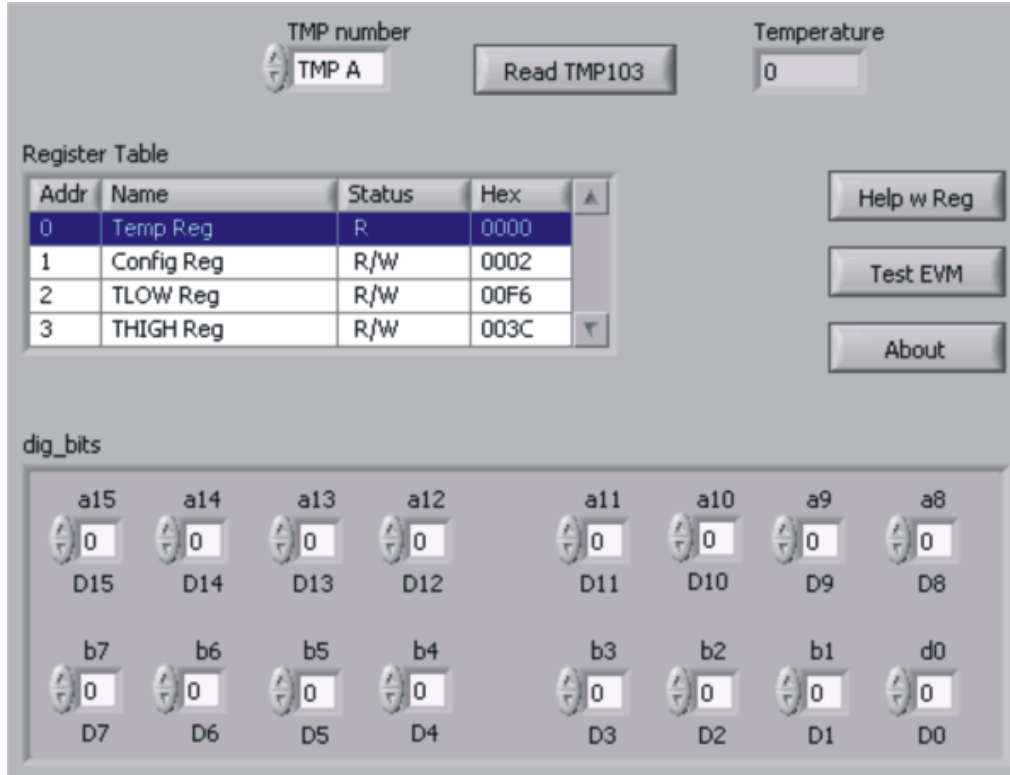 TMP number
Temperature
TMP A
Read TMP103
0
Register Table
Addr Name Status Hex
0 Temp Reg R 0000
1 Config Reg R/W 0002
2 TLOW Reg R/W 00F6
3 THIGH Reg R/W 003C
Help w Reg
Test EVM
About
dig_bits
a15 a14 a13 a12 a11 a10 a9 a8
0 0 0 0 0 0 0 0
D15 D14 D13 D12 D11 D10 D9 D8
b7 b6 b5 b4 b3 b2 b1 d0
0 0 0 0 0 0 0 0
D7 D6 D5 D4 D3 D2 D1 D0